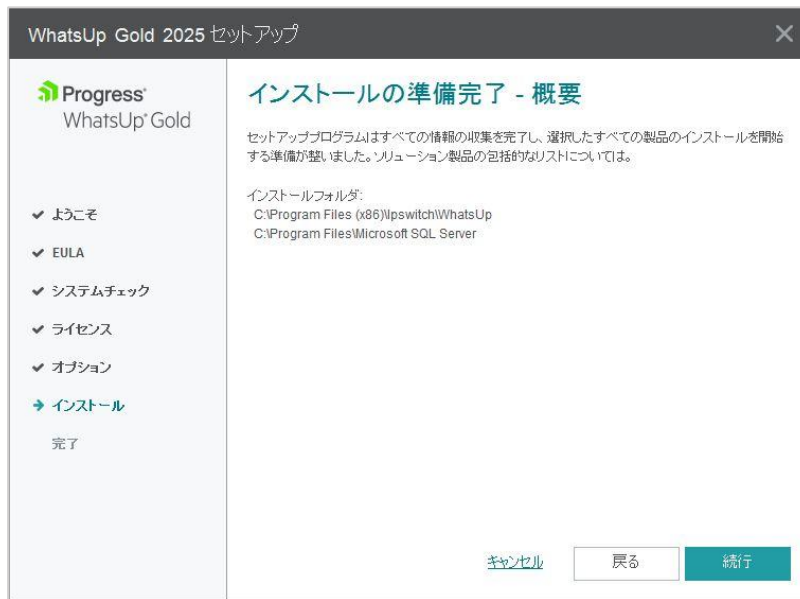 WhatsUp Gold 2025 セットアップ
Progress
WhatsUp Gold
ようこそ
EULA
システムチェック
ライセンス
オプション
インストール
完了
インストールの準備完了 - 概要
セットアッププログラムはすべての情報の収集を完了し、選択したすべての製品のインストールを開始
する準備が整いました。ソリューション製品の包括的なリストについては。
インストールフォルダ:
C:\Program Files (x86)\Ipswitch\WhatsUp
C:\Program Files\Microsoft SQL Server
キャンセル
戻る
続行